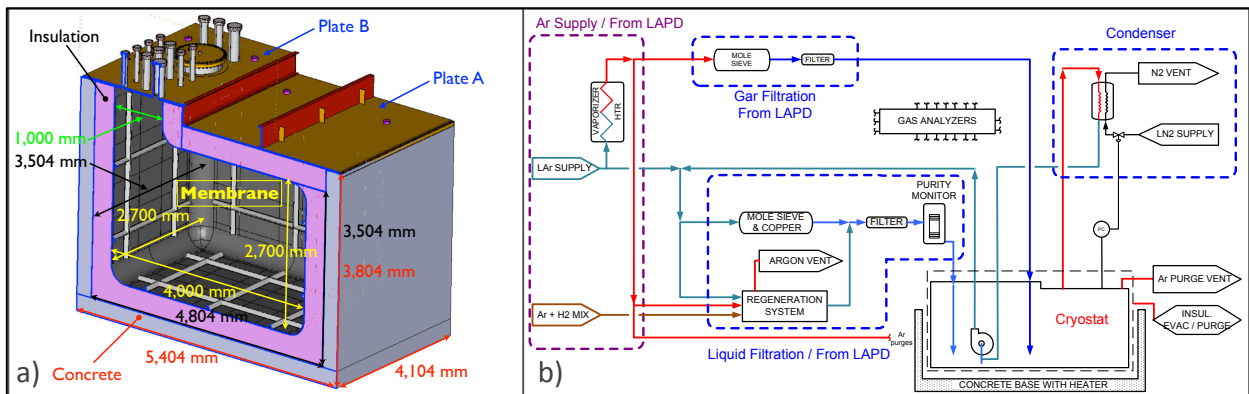 Insulation
Plate B
Plate A
1,000 mm
3,504 mm
Membrane
2,700 mm
2,700 mm
3,504 mm
3,804 mm
4,000 mm
4,804 mm
5,404 mm
4,104 mm
Concrete
a)
Ar Supply / From LAPD
VAPORIZER
HTR
LAr SUPPLY
Ar + H2 MIX
MOLE
SIEVE
FILTER
Gar Filtration
From LAPD
GAS ANALYZERS
Condenser
N2 VENT
LN2 SUPPLY
PURITY
MONITOR
MOLE SIEVE
& COPPER
FILTER
ARGON VENT
REGENERATION
SYSTEM
Liquid Filtration / From LAPD
PC
Ar
purges
Cryostat
Ar PURGE VENT
INSUL.
EVAC / PURGE
CONCRETE BASE WITH HEATER
b)